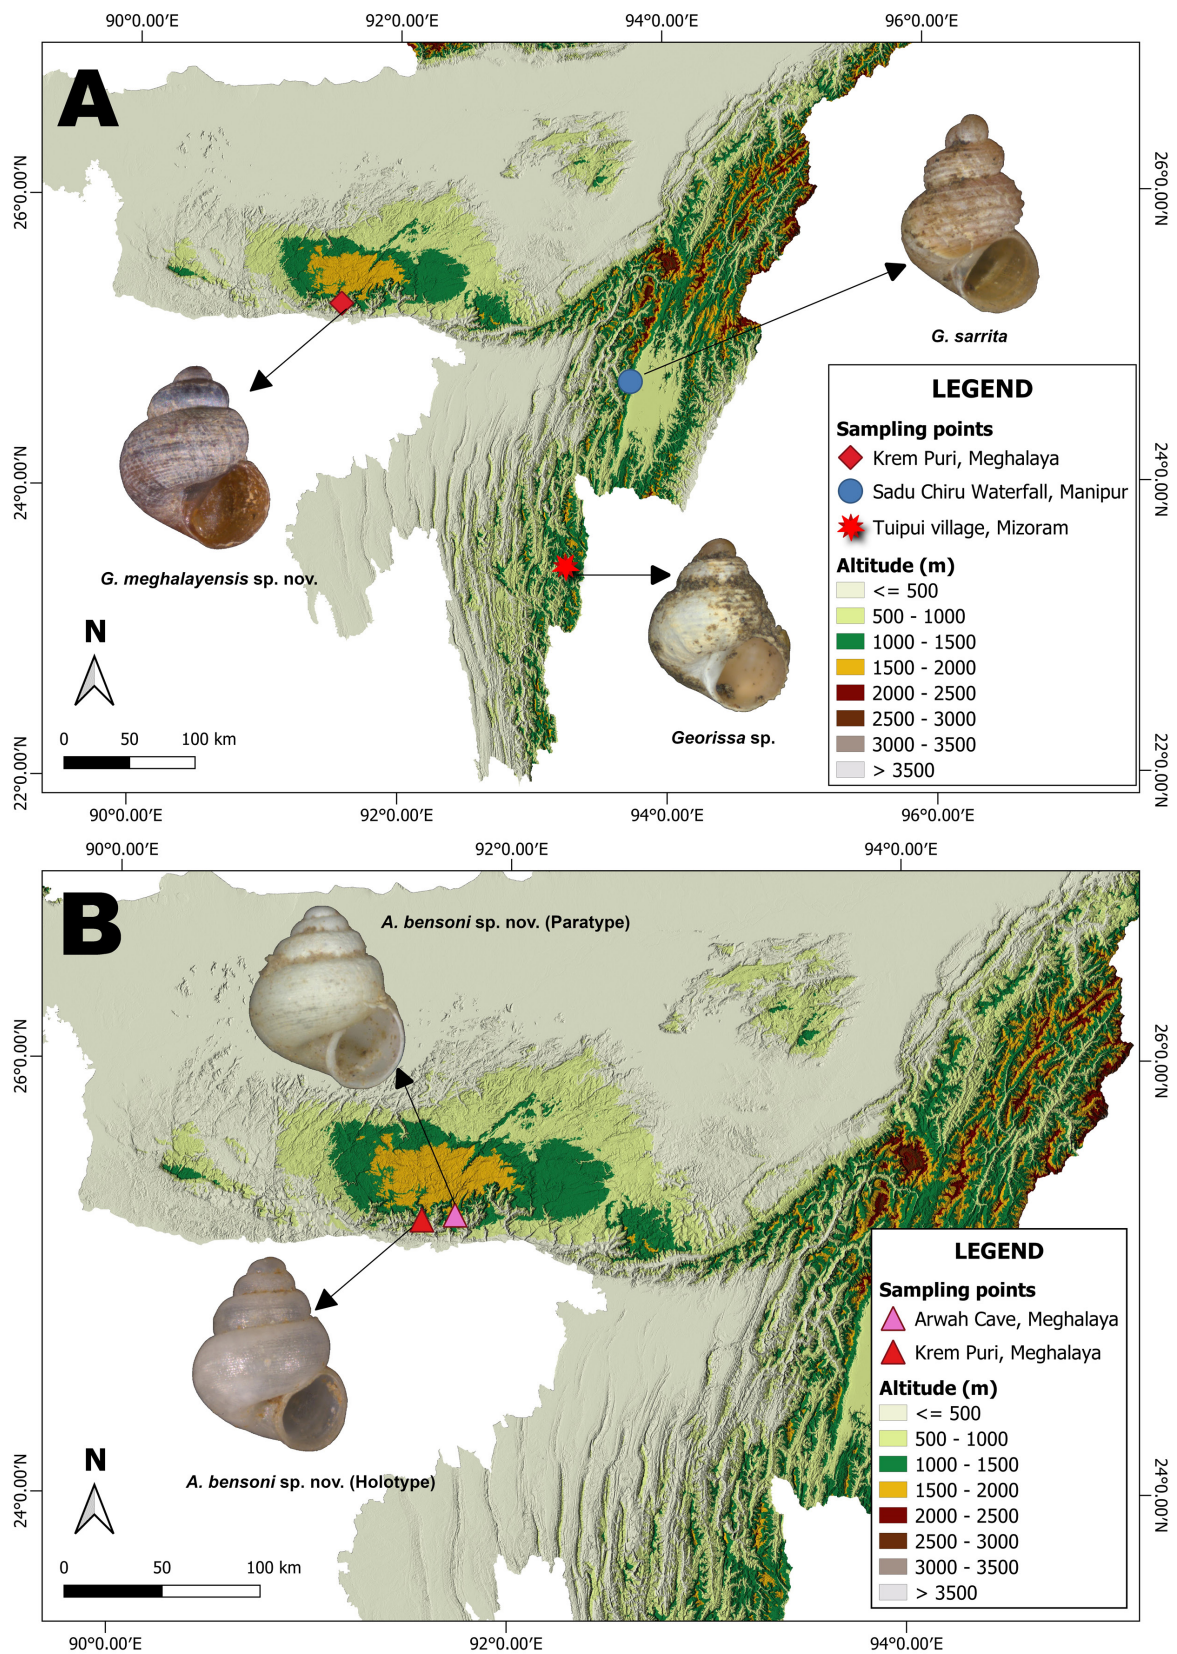 90°0.00′E 92°0.00′E 94°0.00′E 96°0.00′E
A
26°0.00′N
26°0.00′N
G. sarrita
LEGEND
Sampling points
Krem Puri, Meghalaya
Sadu Chiru Waterfall, Manipur
Tuipui village, Mizoram
Altitude (m)
<= 500
500 - 1000
1000 - 1500
1500 - 2000
2000 - 2500
2500 - 3000
3000 - 3500
> 3500
24°0.00′N
24°0.00′N
G. meghalayensis sp. nov.
N
Georissa sp.
0 50 100 km
22°0.00′N
22°0.00′N
90°0.00′E 92°0.00′E 94°0.00′E 96°0.00′E
90°0.00′E 92°0.00′E 94°0.00′E
B
A. bensoni sp. nov. (Paratype)
26°0.00′N
26°0.00′N
LEGEND
Sampling points
Arwah Cave, Meghalaya
Krem Puri, Meghalaya
Altitude (m)
<= 500
500 - 1000
1000 - 1500
1500 - 2000
2000 - 2500
2500 - 3000
3000 - 3500
> 3500
A. bensoni sp. nov. (Holotype)
24°0.00′N
24°0.00′N
N
0 50 100 km
90°0.00′E 92°0.00′E 94°0.00′E